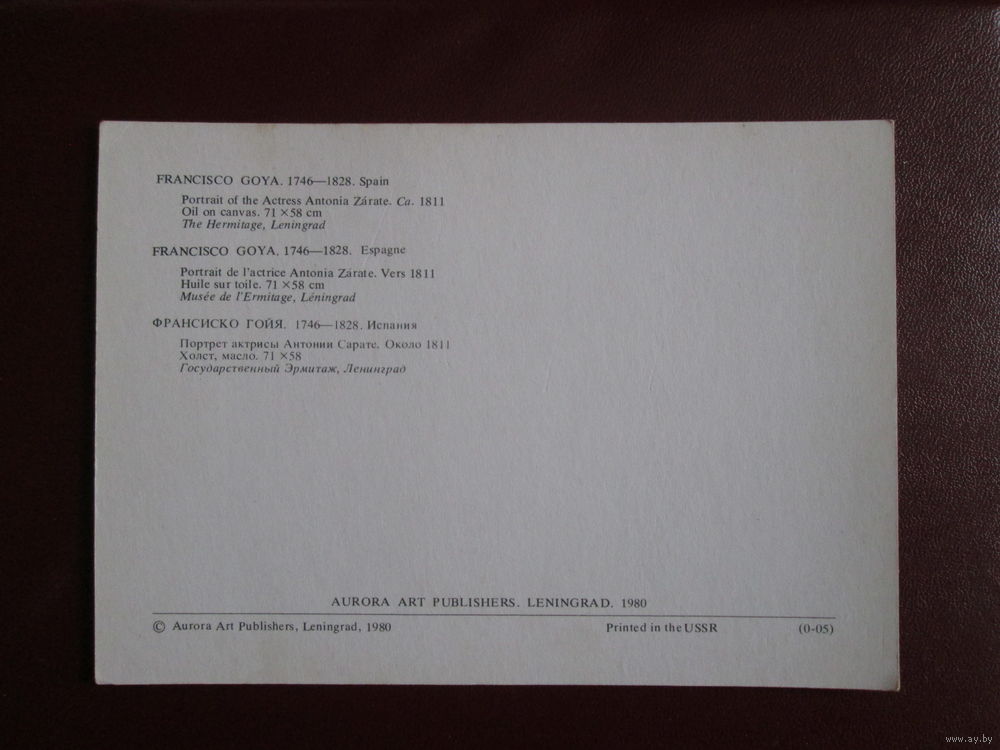 FRANCISCO GOYA. 1746—1828. Spain
Portrait of the Actress Antonia Zárate. Ca. 1811
Oil on canvas. 71 × 58 cm
The Hermitage, Leningrad
FRANCISCO GOYA. 1746—1828. Espagne
Portrait de l'actrice Antonia Zárate. Vers 1811
Huile sur toile. 71 × 58 cm
Musée de l'Ermitage, Léningrad
ФРАНСИСКО ГОЙЯ. 1746—1828. Испания
Портрет актрисы Антонии Сарате. Около 1811
Холст, масло. 71 × 58
Государственный Эрмитаж, Ленинград
AURORA ART PUBLISHERS. LENINGRAD. 1980
© Aurora Art Publishers, Leningrad, 1980 Printed in the USSR (0-05)
www.ay.by